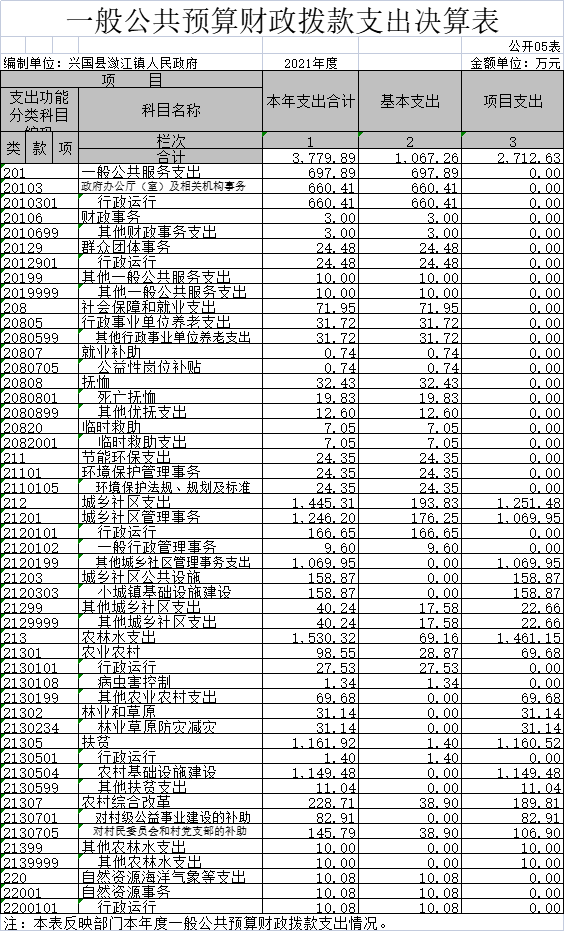 一般公共预算财政拨款支出决算表
公开05表
编制单位：兴国县潋江镇人民政府 2021年度 金额单位：万元
项 目 本年支出合计 基本支出 项目支出
支出功能分类科目编码 科目名称
类 款 项 栏次 1 2 3
合计 3,779.89 1,067.26 2,712.63
201 一般公共服务支出 697.89 697.89 0.00
20103 政府办公厅（室）及相关机构事务 660.41 660.41 0.00
2010301 行政运行 660.41 660.41 0.00
20106 财政事务 3.00 3.00 0.00
2010699 其他财政事务支出 3.00 3.00 0.00
20129 群众团体事务 24.48 24.48 0.00
2012901 行政运行 24.48 24.48 0.00
20199 其他一般公共服务支出 10.00 10.00 0.00
2019999 其他一般公共服务支出 10.00 10.00 0.00
208 社会保障和就业支出 71.95 71.95 0.00
20805 行政事业单位养老支出 31.72 31.72 0.00
2080599 其他行政事业单位养老支出 31.72 31.72 0.00
20807 就业补助 0.74 0.74 0.00
2080705 公益性岗位补贴 0.74 0.74 0.00
20808 抚恤 32.43 32.43 0.00
2080801 死亡抚恤 19.83 19.83 0.00
2080899 其他优抚支出 12.60 12.60 0.00
20820 临时救助 7.05 7.05 0.00
2082001 临时救助支出 7.05 7.05 0.00
211 节能环保支出 24.35 24.35 0.00
21101 环境保护管理事务 24.35 24.35 0.00
2110105 环境保护法规、规划及标准 24.35 24.35 0.00
212 城乡社区支出 1,445.31 193.83 1,251.48
21201 城乡社区管理事务 1,246.20 176.25 1,069.95
2120101 行政运行 166.65 166.65 0.00
2120102 一般行政管理事务 9.60 9.60 0.00
2120199 其他城乡社区管理事务支出 1,069.95 0.00 1,069.95
21203 城乡社区公共设施 158.87 0.00 158.87
2120303 小城镇基础设施建设 158.87 0.00 158.87
21299 其他城乡社区支出 40.24 17.58 22.66
2129999 其他城乡社区支出 40.24 17.58 22.66
213 农林水支出 1,530.32 69.16 1,461.15
21301 农业农村 98.55 28.87 69.68
2130101 行政运行 27.53 27.53 0.00
2130108 病虫害控制 1.34 1.34 0.00
2130199 其他农业农村支出 69.68 0.00 69.68
21302 林业和草原 31.14 0.00 31.14
2130234 林业草原防灾减灾 31.14 0.00 31.14
21305 扶贫 1,161.92 1.40 1,160.52
2130501 行政运行 1.40 1.40 0.00
2130504 农村基础设施建设 1,149.48 0.00 1,149.48
2130599 其他扶贫支出 11.04 0.00 11.04
21307 农村综合改革 228.71 38.90 189.81
2130701 对村级公益事业建设的补助 82.91 0.00 82.91
2130705 对村民委员会和村党支部的补助 145.79 38.90 106.90
21399 其他农林水支出 10.00 0.00 10.00
2139999 其他农林水支出 10.00 0.00 10.00
220 自然资源海洋气象等支出 10.08 10.08 0.00
22001 自然资源事务 10.08 10.08 0.00
2200101 行政运行 10.08 10.08 0.00
注：本表反映部门本年度一般公共预算财政拨款支出情况。